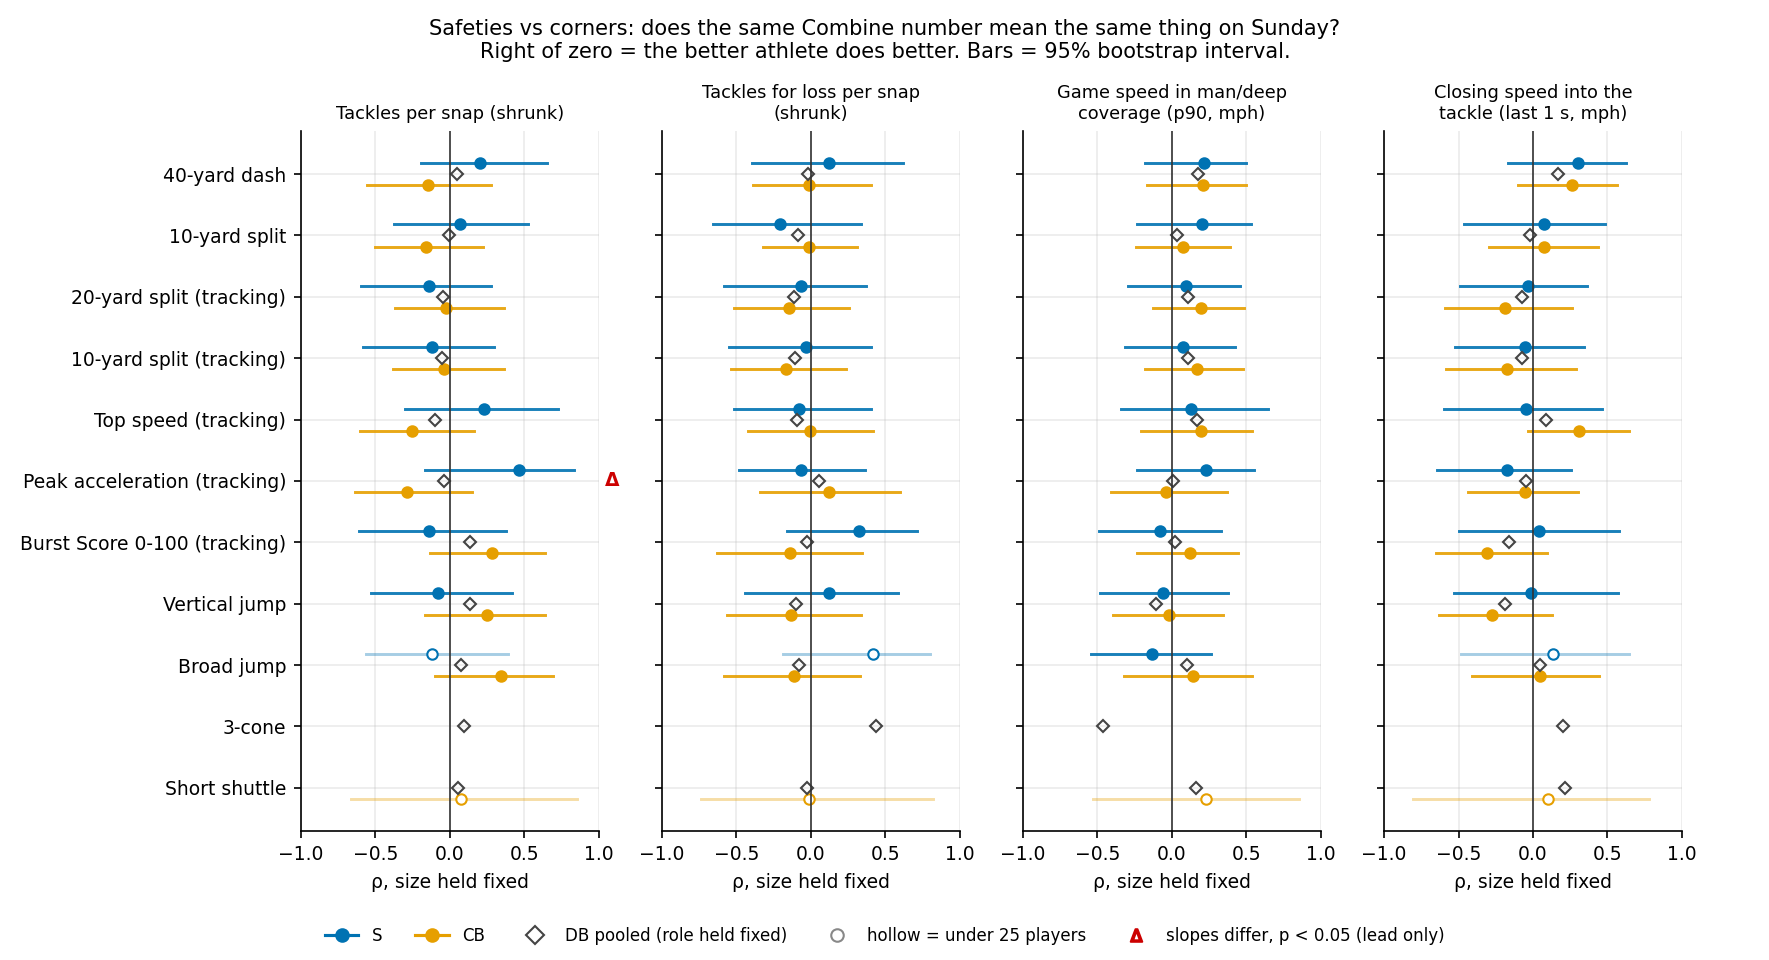 Safeties vs corners: does the same Combine number mean the same thing on Sunday?
Right of zero = the better athlete does better. Bars = 95% bootstrap interval.
Tackles per snap (shrunk)
Tackles for loss per snap
(shrunk)
Game speed in man/deep
coverage (p90, mph)
Closing speed into the
tackle (last 1 s, mph)
40-yard dash
10-yard split
20-yard split (tracking)
10-yard split (tracking)
Top speed (tracking)
Peak acceleration (tracking)
Δ
Burst Score 0-100 (tracking)
Vertical jump
Broad jump
3-cone
Short shuttle
−1.0 −0.5 0.0 0.5 1.0
−1.0 −0.5 0.0 0.5 1.0
−1.0 −0.5 0.0 0.5 1.0
−1.0 −0.5 0.0 0.5 1.0
ρ, size held fixed
ρ, size held fixed
ρ, size held fixed
ρ, size held fixed
S CB DB pooled (role held fixed) hollow = under 25 players Δ slopes differ, p < 0.05 (lead only)